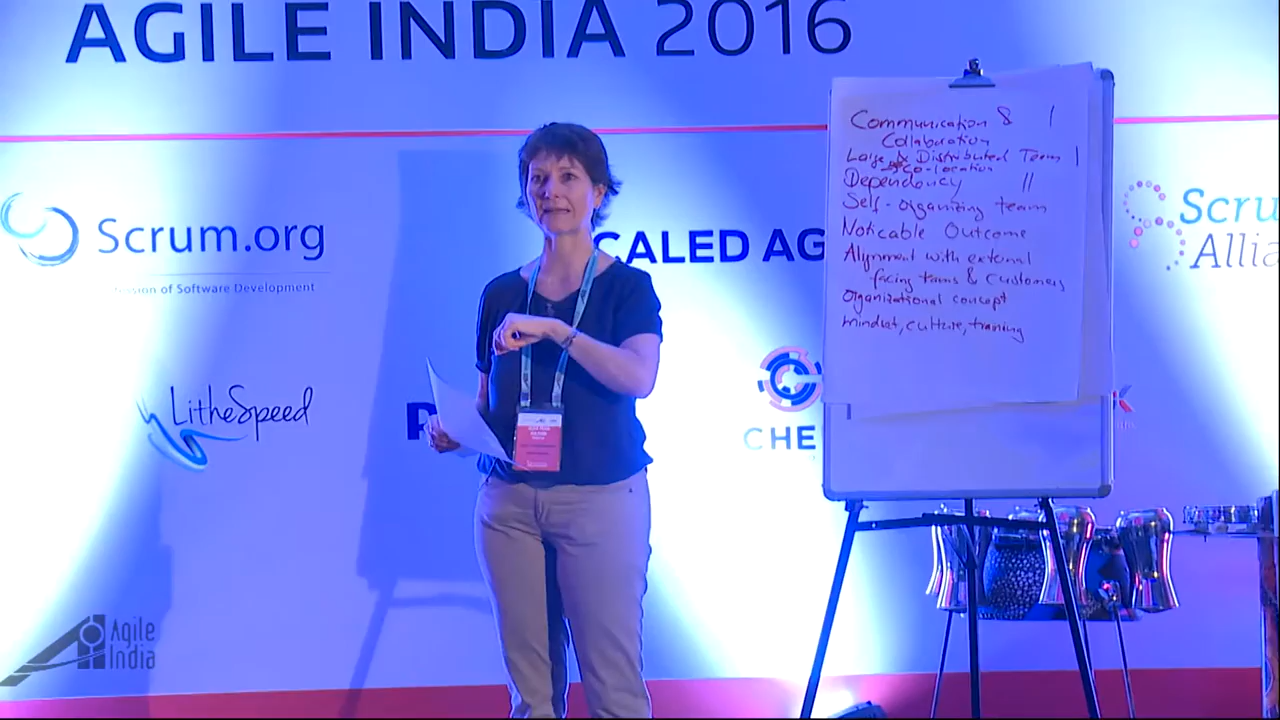 AGILE INDIA 2016
Scrum.org
of Software Development
CALED AG
Scru
Allia
LitheSpeed
CHE
Communication & |
Collaboration
Large & Distributed Team |
co-location
Dependency ||
Self-organizing team
Noticable Outcome
Alignment with external
facing teams & customers
Organizational concept
mindset, culture, training
Agile
India